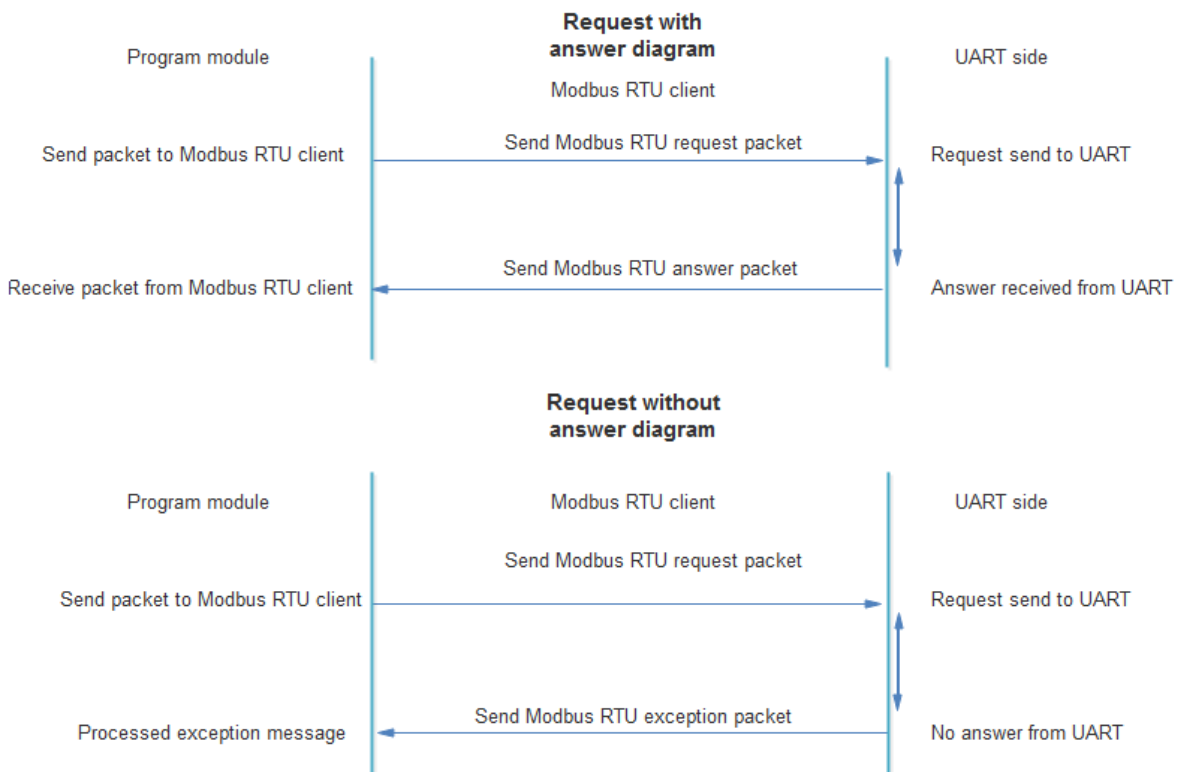 Request with
answer diagram
Program module
UART side
Modbus RTU client
Send Modbus RTU request packet
Send packet to Modbus RTU client
Request send to UART
Send Modbus RTU answer packet
Receive packet from Modbus RTU client
Answer received from UART
Request without
answer diagram
Program module
Modbus RTU client
UART side
Send Modbus RTU request packet
Send packet to Modbus RTU client
Request send to UART
Send Modbus RTU exception packet
Processed exception message
No answer from UART